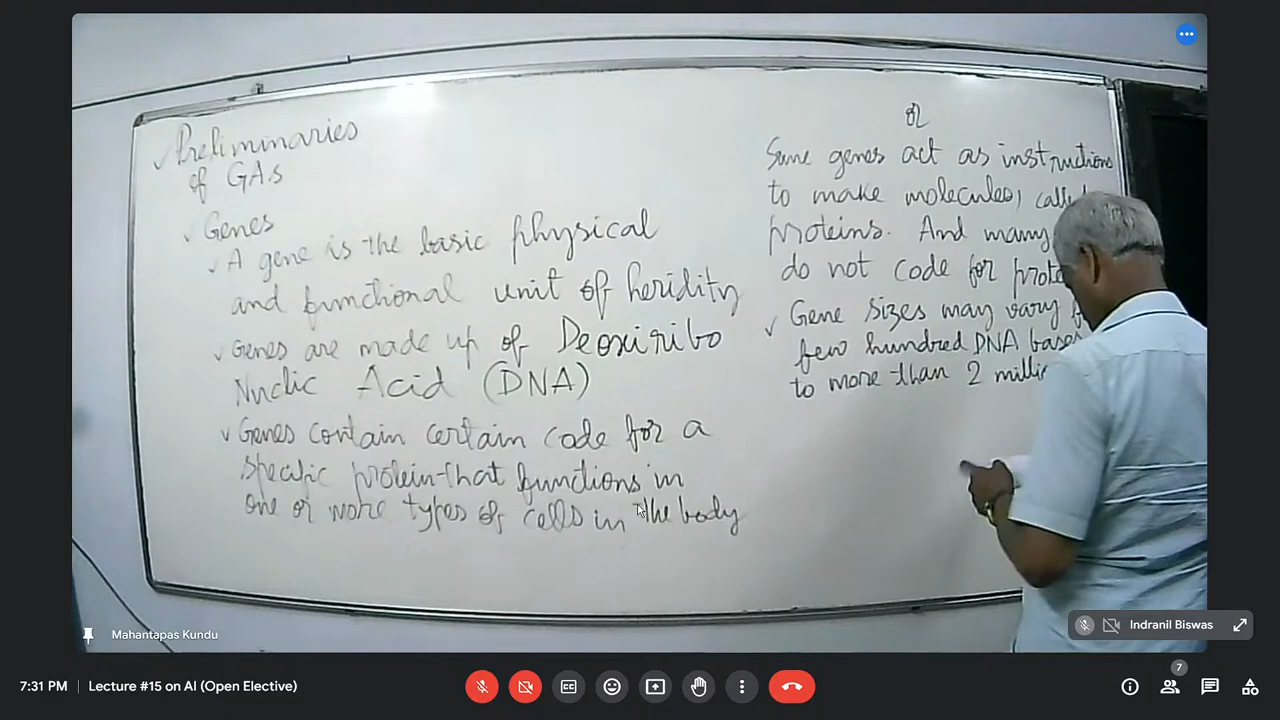 Preliminaries
of GAs
Genes
A gene is the basic physical
and functional unit of heridity
Genes are made up of Deoxiribo
Nuclic Acid (DNA)
Genes contain certain code for a
specific protein that functions in
one or more types of cells in the body
or
Some genes act as instructions
to make molecules, called
proteins. And many
do not code for prote
Gene sizes may vary f
few hundred DNA bases
to more than 2 millio
Mahantapas Kundu
Indranil Biswas
7:31 PM | Lecture #15 on AI (Open Elective)
7